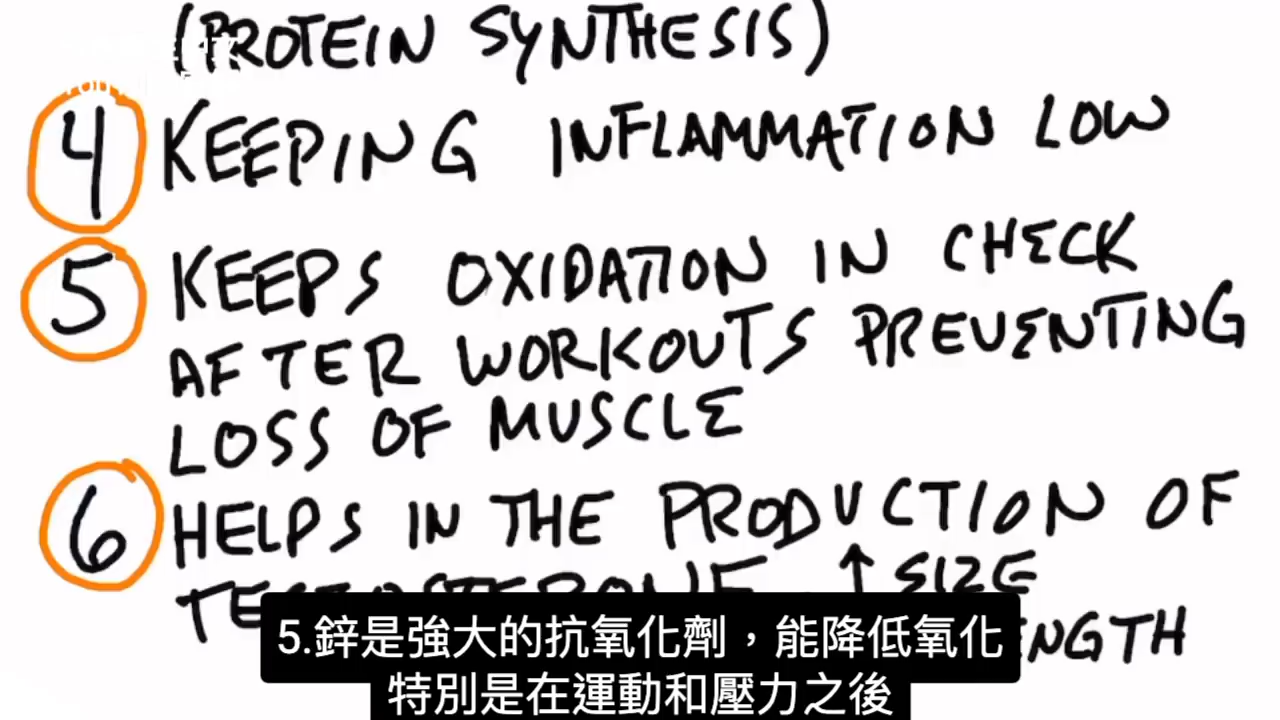 (PROTEIN SYNTHESIS)
4 KEEPING INFLAMMATION LOW
5 KEEPS OXIDATION IN CHECK
AFTER WORKOUTS PREVENTING
LOSS OF MUSCLE
6 HELPS IN THE PRODUCTION OF
TESTOSTERONE ↑ SIZE
5.鋅是強大的抗氧化劑，能降低氧化
特別是在運動和壓力之後